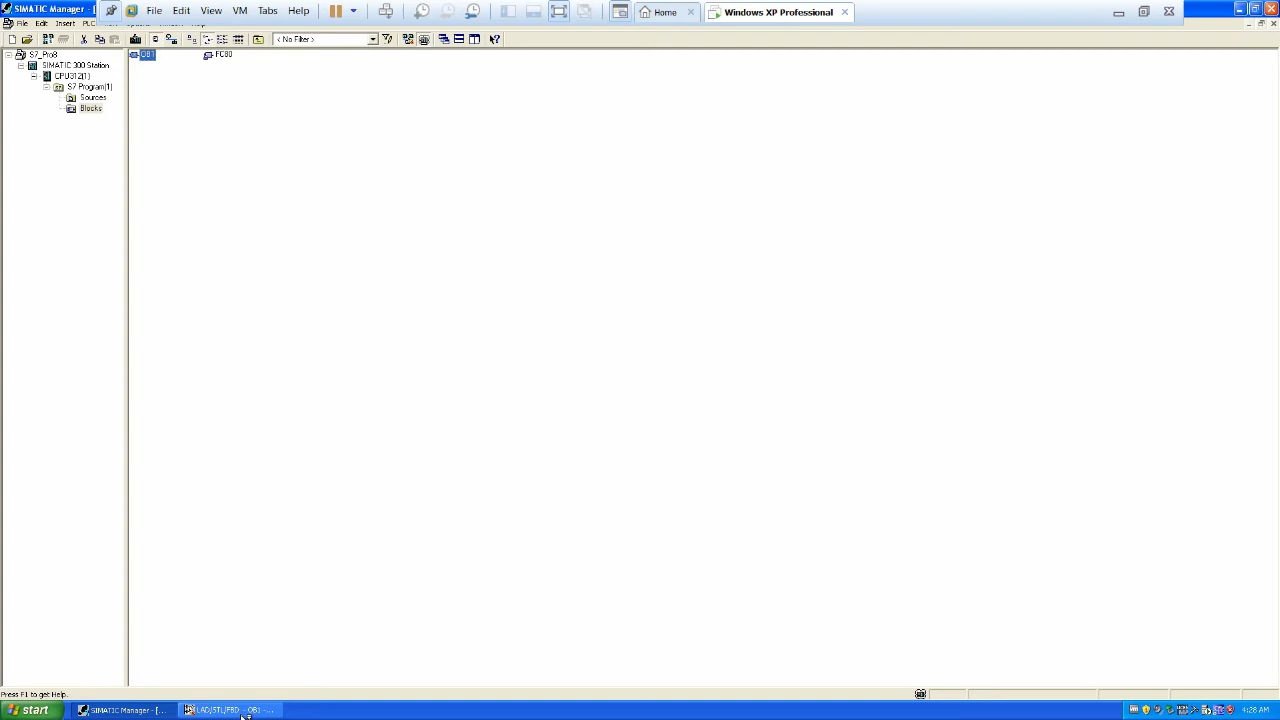 SIMATIC Manager - [
File Edit View VM Tabs Help
Home
Windows XP Professional
File Edit Insert PLC
< No Filter >
S7_Pro8
SIMATIC 300 Station
CPU312(1)
S7 Program(1)
Sources
Blocks
OB1
FC80
Press F1 to get Help.
start
SIMATIC Manager - [...
LAD/STL/FBD - OB1 -...
4:28 AM